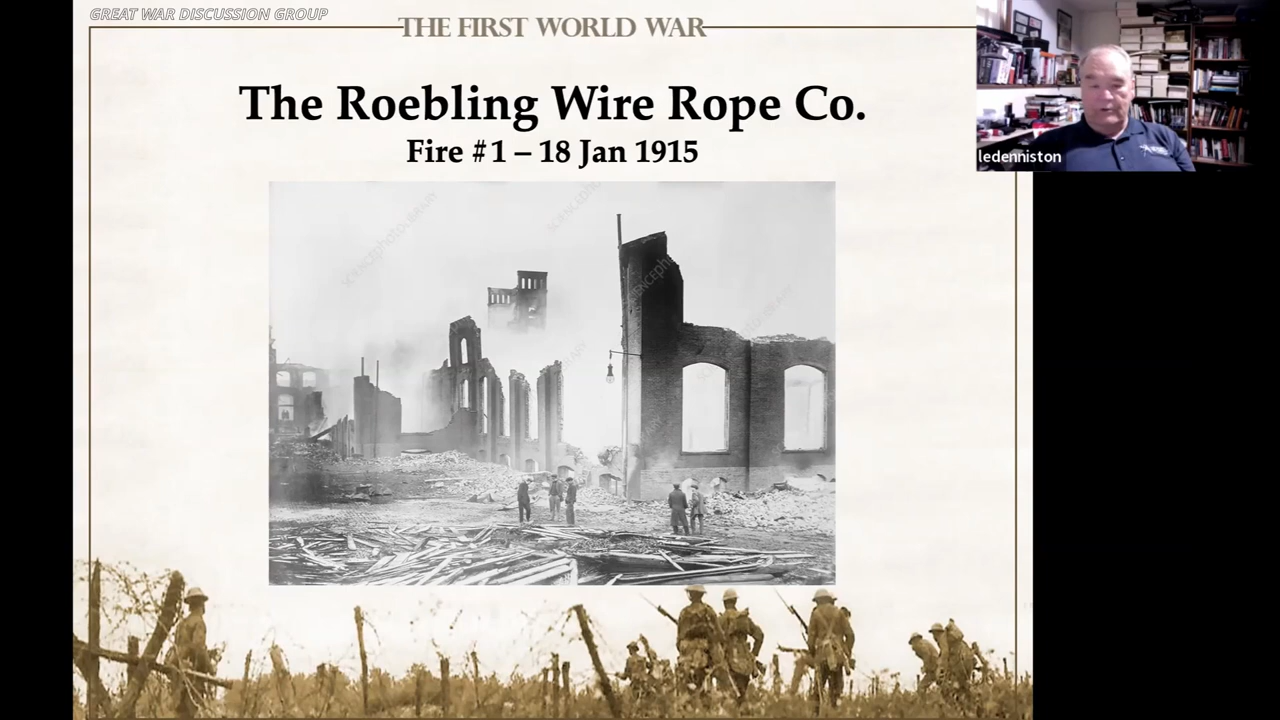 GREAT WAR DISCUSSION GROUP
THE FIRST WORLD WAR
The Roebling Wire Rope Co.
Fire #1 – 18 Jan 1915
ledenniston